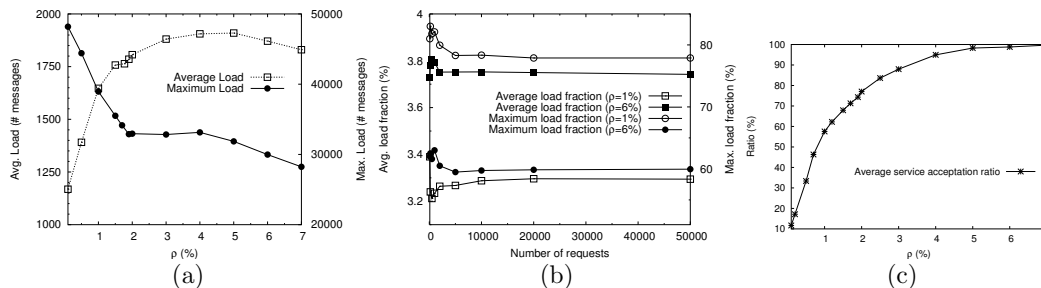 2000
1750
1500
1250
1000
Avg. Load (# messages)
0 1 2 3 4 5 6 7
ρ (%)
50000
40000
30000
20000
Max. Load (# messages)
Average Load
Maximum Load
(a)
4
3.8
3.6
3.4
3.2
Avg. load fraction (%)
0 10000 20000 30000 40000 50000
Number of requests
80
70
60
Max. load fraction (%)
Average load fraction (ρ=1%)
Average load fraction (ρ=6%)
Maximum load fraction (ρ=1%)
Maximum load fraction (ρ=6%)
(b)
100
90
80
70
60
50
40
30
20
10
Ratio (%)
1 2 3 4 5 6
ρ (%)
Average service acceptation ratio
(c)